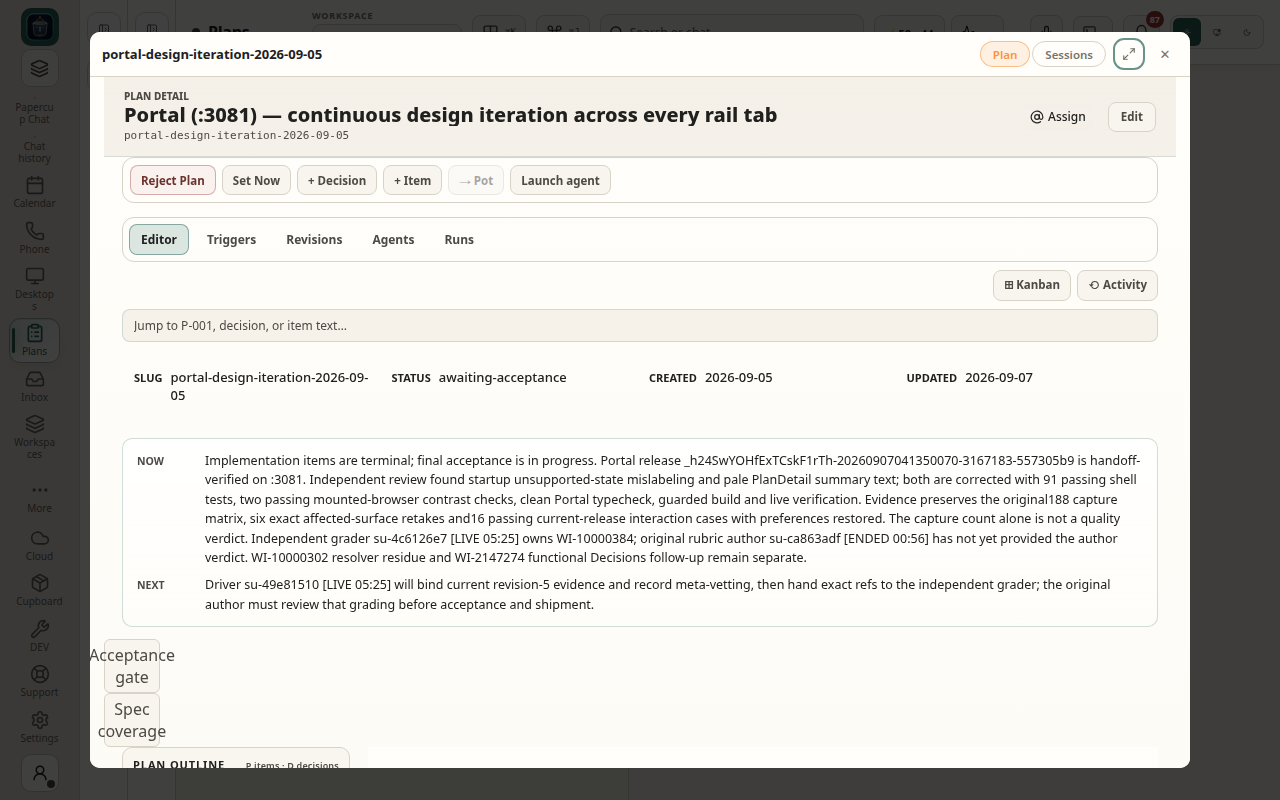 WORKSPACE
Plans
Search or chat
87
portal-design-iteration-2026-09-05
Plan
Sessions
×
Papercu
p Chat
Chat
history
Calendar
Phone
Desktop
s
Plans
Inbox
Workspa
ces
More
Cloud
Cupboard
DEV
Support
Settings
PLAN DETAIL
Portal (:3081) — continuous design iteration across every rail tab
portal-design-iteration-2026-09-05
@ Assign
Edit
Reject Plan
Set Now
+ Decision
+ Item
→ Pot
Launch agent
Editor
Triggers
Revisions
Agents
Runs
⊞ Kanban
⟲ Activity
Jump to P-001, decision, or item text...
SLUG portal-design-iteration-2026-09-
05
STATUS awaiting-acceptance
CREATED 2026-09-05
UPDATED 2026-09-07
NOW
Implementation items are terminal; final acceptance is in progress. Portal release _h24SwYOHfExTCskF1rTh-20260907041350070-3167183-557305b9 is handoff-
verified on :3081. Independent review found startup unsupported-state mislabeling and pale PlanDetail summary text; both are corrected with 91 passing shell
tests, two passing mounted-browser contrast checks, clean Portal typecheck, guarded build and live verification. Evidence preserves the original188 capture
matrix, six exact affected-surface retakes and16 passing current-release interaction cases with preferences restored. The capture count alone is not a quality
verdict. Independent grader su-4c6126e7 [LIVE 05:25] owns WI-10000384; original rubric author su-ca863adf [ENDED 00:56] has not yet provided the author
verdict. WI-10000302 resolver residue and WI-2147274 functional Decisions follow-up remain separate.
NEXT
Driver su-49e81510 [LIVE 05:25] will bind current revision-5 evidence and record meta-vetting, then hand exact refs to the independent grader; the original
author must review that grading before acceptance and shipment.
Acceptance
gate
Spec
coverage
PLAN OUTLINE
P items · D decisions